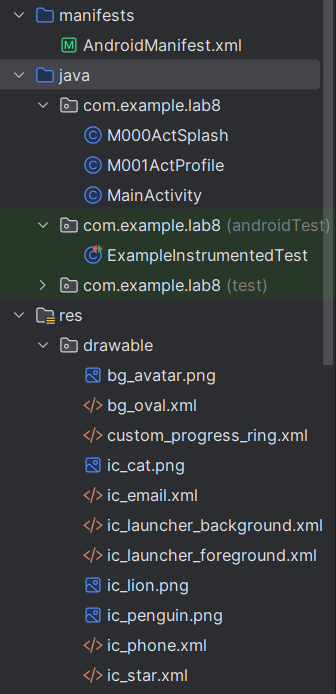 manifests
AndroidManifest.xml
java
com.example.lab8
M000ActSplash
M001ActProfile
MainActivity
com.example.lab8 (androidTest)
ExampleInstrumentedTest
com.example.lab8 (test)
res
drawable
bg_avatar.png
bg_oval.xml
custom_progress_ring.xml
ic_cat.png
ic_email.xml
ic_launcher_background.xml
ic_launcher_foreground.xml
ic_lion.png
ic_penguin.png
ic_phone.xml
ic_star.xml